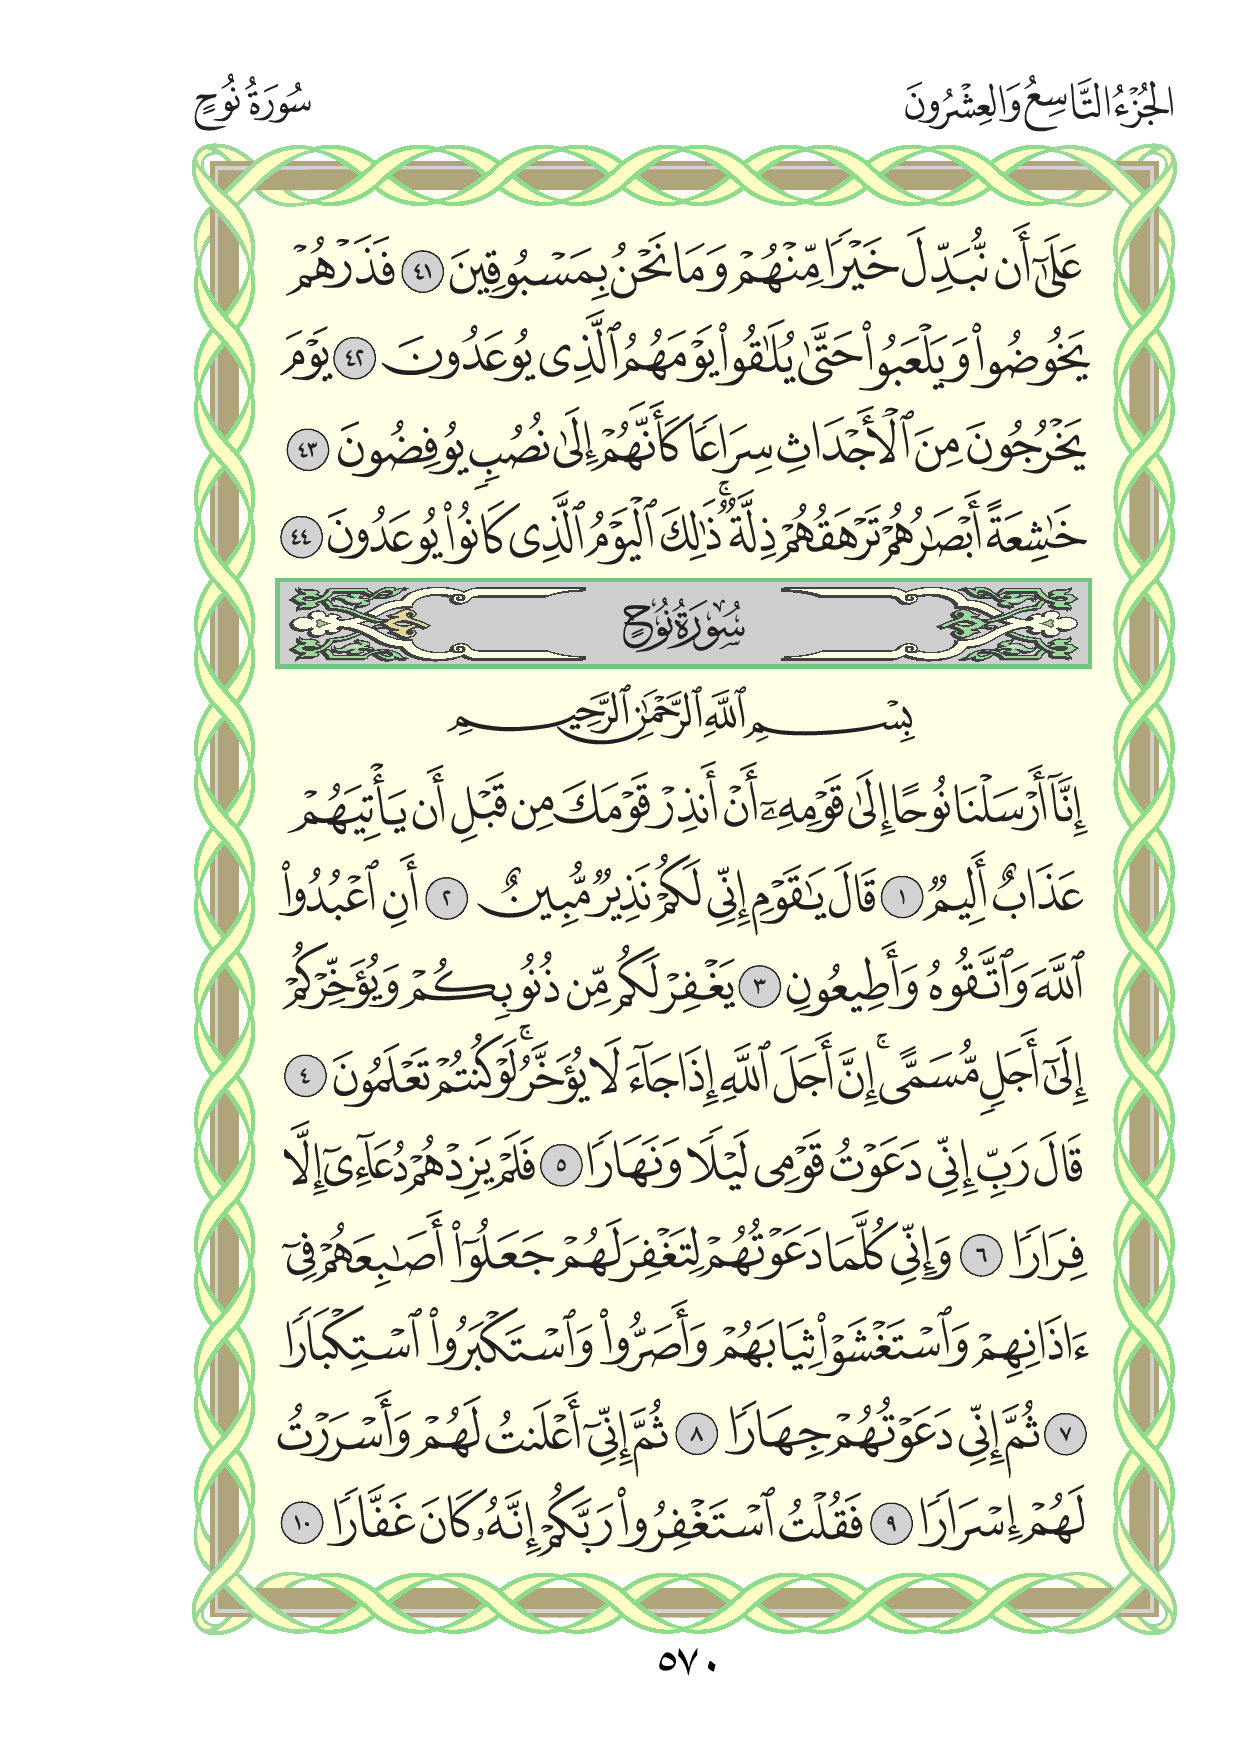 الجُزْءُ التَّاسِعُ وَالعِشْرُونَ
سُورَةُ نُوحٍ
عَلَىٰٓ أَن نُّبَدِّلَ خَيْرًا مِّنْهُمْ وَمَا نَحْنُ بِمَسْبُوقِينَ ٤١ فَذَرْهُمْ
يَخُوضُوا۟ وَيَلْعَبُوا۟ حَتَّىٰ يُلَٰقُوا۟ يَوْمَهُمُ ٱلَّذِى يُوعَدُونَ ٤٢ يَوْمَ
يَخْرُجُونَ مِنَ ٱلْأَجْدَاثِ سِرَاعًا كَأَنَّهُمْ إِلَىٰ نُصُبٍ يُوفِضُونَ ٤٣
خَٰشِعَةً أَبْصَٰرُهُمْ تَرْهَقُهُمْ ذِلَّةٌ ۚ ذَٰلِكَ ٱلْيَوْمُ ٱلَّذِى كَانُوا۟ يُوعَدُونَ ٤٤
سُورَةُ نُوحٍ
بِسْمِ ٱللَّهِ ٱلرَّحْمَٰنِ ٱلرَّحِيمِ
إِنَّآ أَرْسَلْنَا نُوحًا إِلَىٰ قَوْمِهِۦٓ أَنْ أَنذِرْ قَوْمَكَ مِن قَبْلِ أَن يَأْتِيَهُمْ
عَذَابٌ أَلِيمٌ ١ قَالَ يَٰقَوْمِ إِنِّى لَكُمْ نَذِيرٌ مُّبِينٌ ٢ أَنِ ٱعْبُدُوا۟
ٱللَّهَ وَٱتَّقُوهُ وَأَطِيعُونِ ٣ يَغْفِرْ لَكُم مِّن ذُنُوبِكُمْ وَيُؤَخِّرْكُمْ
إِلَىٰٓ أَجَلٍ مُّسَمًّى ۚ إِنَّ أَجَلَ ٱللَّهِ إِذَا جَآءَ لَا يُؤَخَّرُ ۚ لَوْ كُنتُمْ تَعْلَمُونَ ٤
قَالَ رَبِّ إِنِّى دَعَوْتُ قَوْمِى لَيْلًا وَنَهَارًا ٥ فَلَمْ يَزِدْهُمْ دُعَآءِىٓ إِلَّا
فِرَارًا ٦ وَإِنِّى كُلَّمَا دَعَوْتُهُمْ لِتَغْفِرَ لَهُمْ جَعَلُوٓا۟ أَصَٰبِعَهُمْ فِىٓ
ءَاذَانِهِمْ وَٱسْتَغْشَوْا۟ ثِيَابَهُمْ وَأَصَرُّوا۟ وَٱسْتَكْبَرُوا۟ ٱسْتِكْبَارًا
٧ ثُمَّ إِنِّى دَعَوْتُهُمْ جِهَارًا ٨ ثُمَّ إِنِّىٓ أَعْلَنتُ لَهُمْ وَأَسْرَرْتُ
لَهُمْ إِسْرَارًا ٩ فَقُلْتُ ٱسْتَغْفِرُوا۟ رَبَّكُمْ إِنَّهُۥ كَانَ غَفَّارًا ١٠
٥٧٠